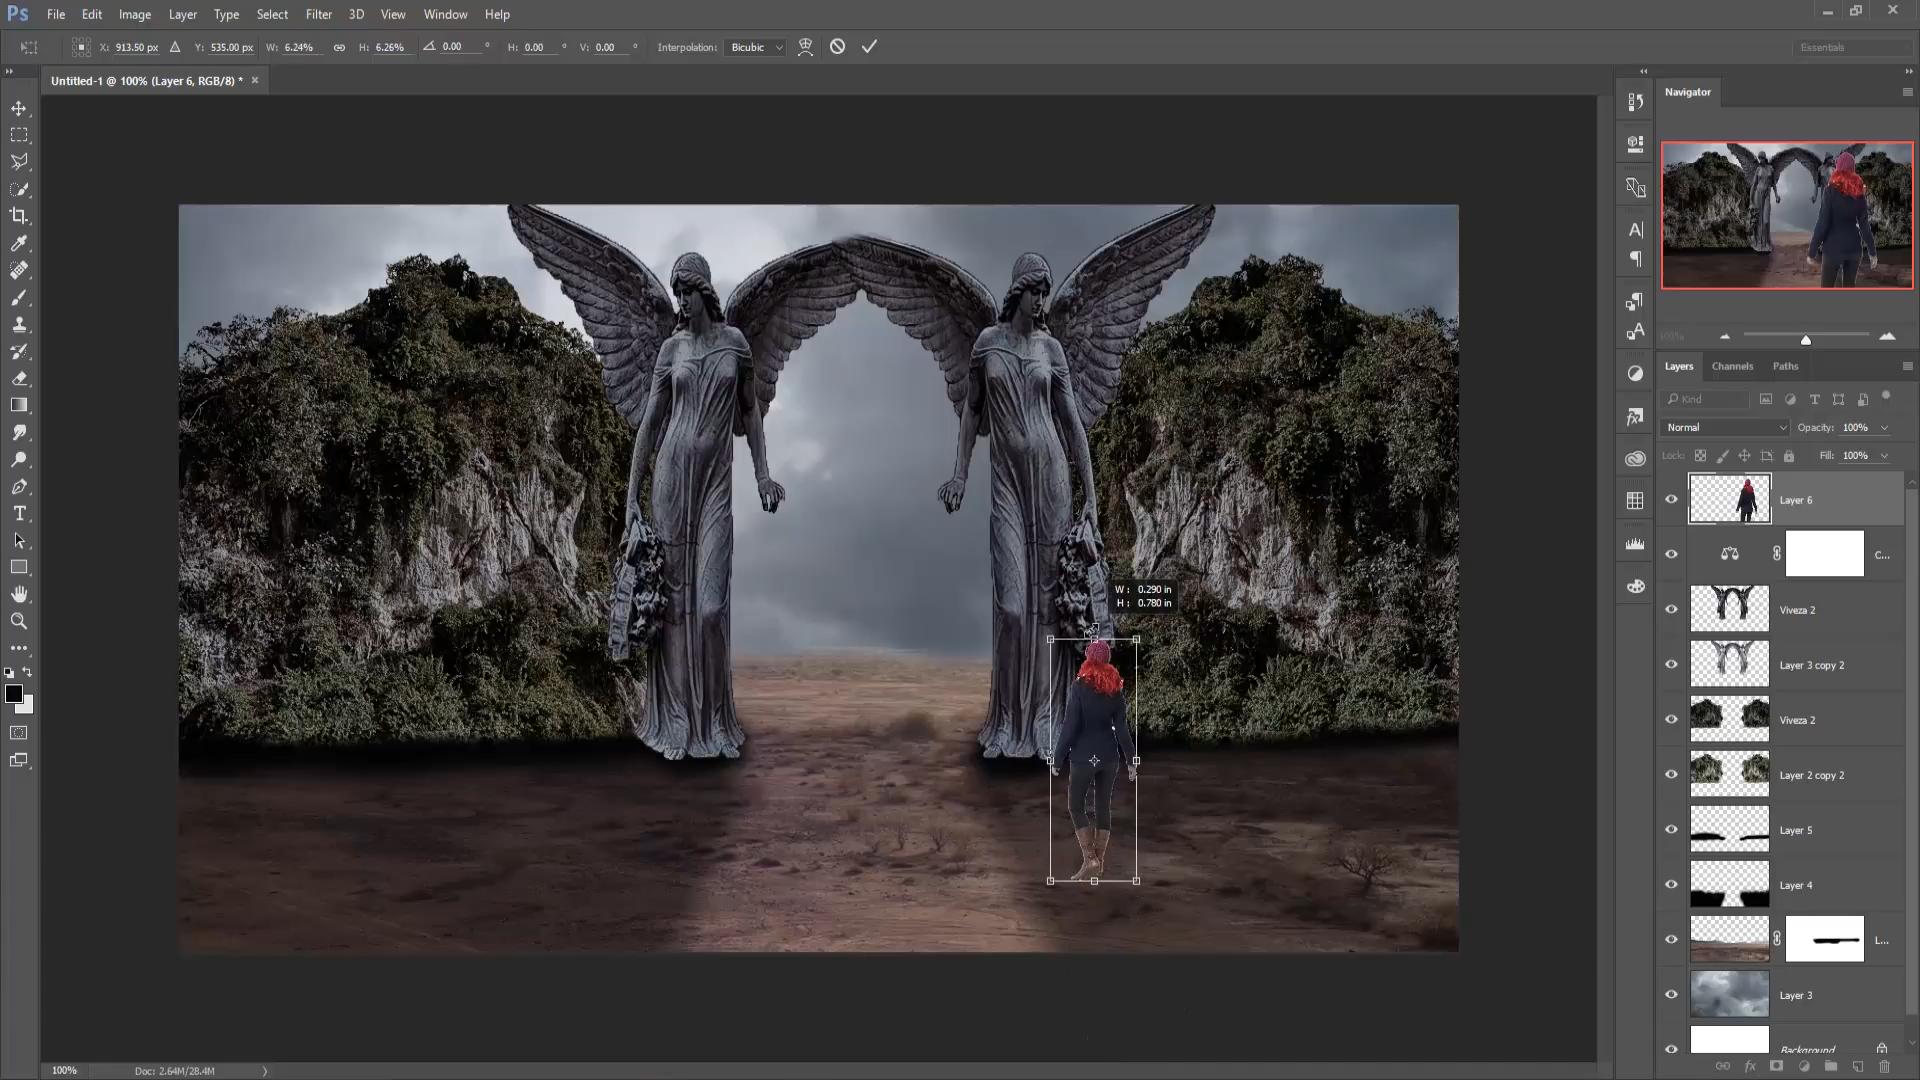 Ps File Edit Image Layer Type Select Filter 3D View Window Help
X: 913.50 px Y: 535.00 px W: 6.24% H: 6.26% 0.00 ° H: 0.00 ° V: 0.00 ° Interpolation: Bicubic Essentials
Untitled-1 @ 100% (Layer 6, RGB/8) * ×
Navigator
100%
Layers Channels Paths
Kind
Normal Opacity: 100%
Lock: Fill: 100%
Layer 6
C...
Viveza 2
Layer 3 copy 2
Viveza 2
Layer 2 copy 2
Layer 5
Layer 4
L...
Layer 3
Background
W : 0.290 in
H : 0.780 in
100% Doc: 2.64M/28.4M